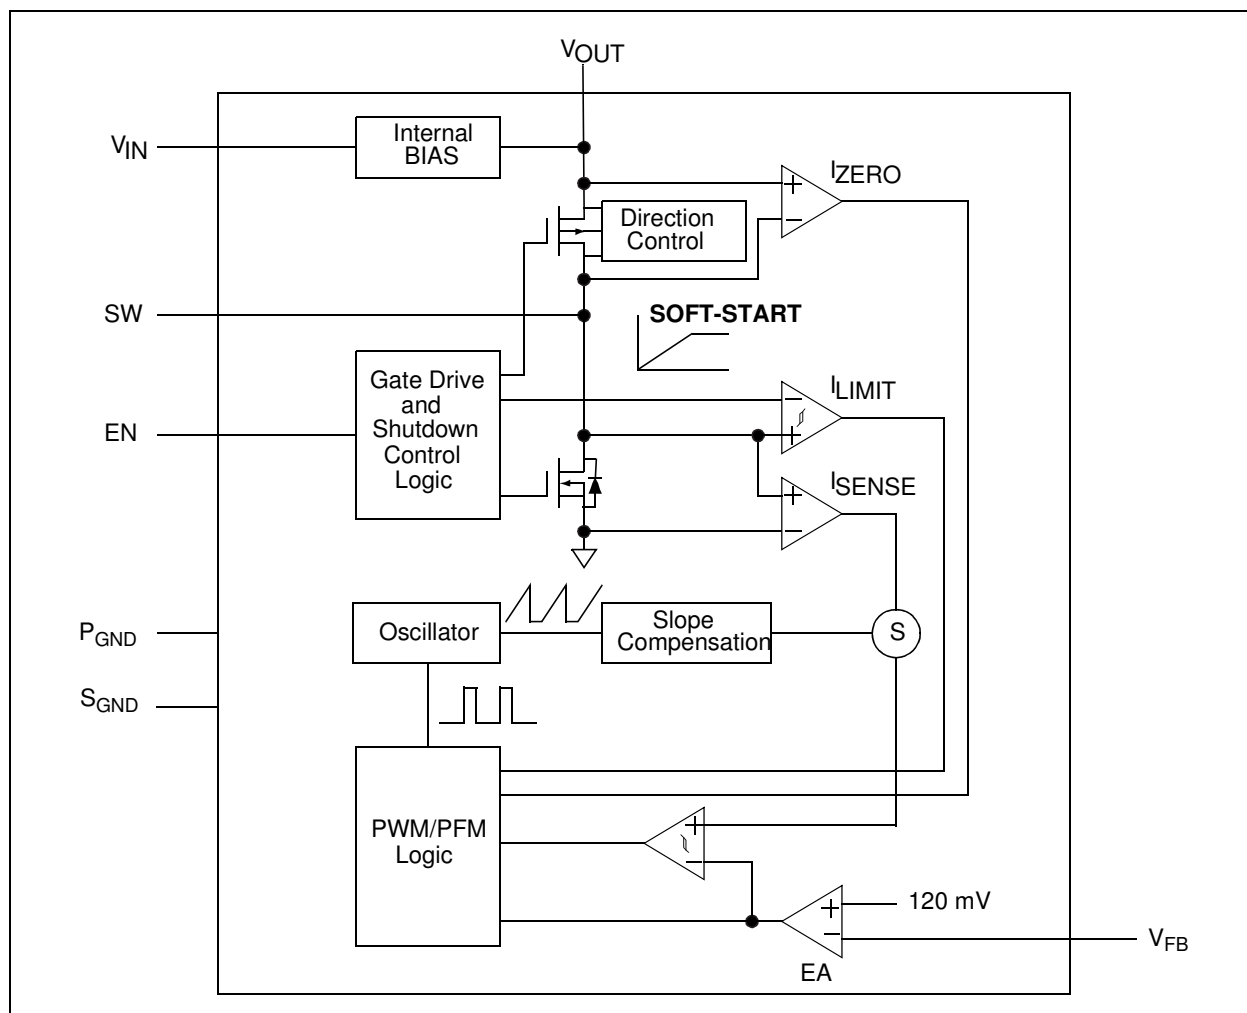 VOUT
VIN
Internal
BIAS
IZERO
+
−
Direction
Control
SW
SOFT-START
Gate Drive
and
Shutdown
Control
Logic
ILIMIT
−
+
EN
ISENSE
+
−
PGND
Oscillator
Slope
Compensation
S
SGND
PWM/PFM
Logic
+
−
+
−
120 mV
VFB
EA